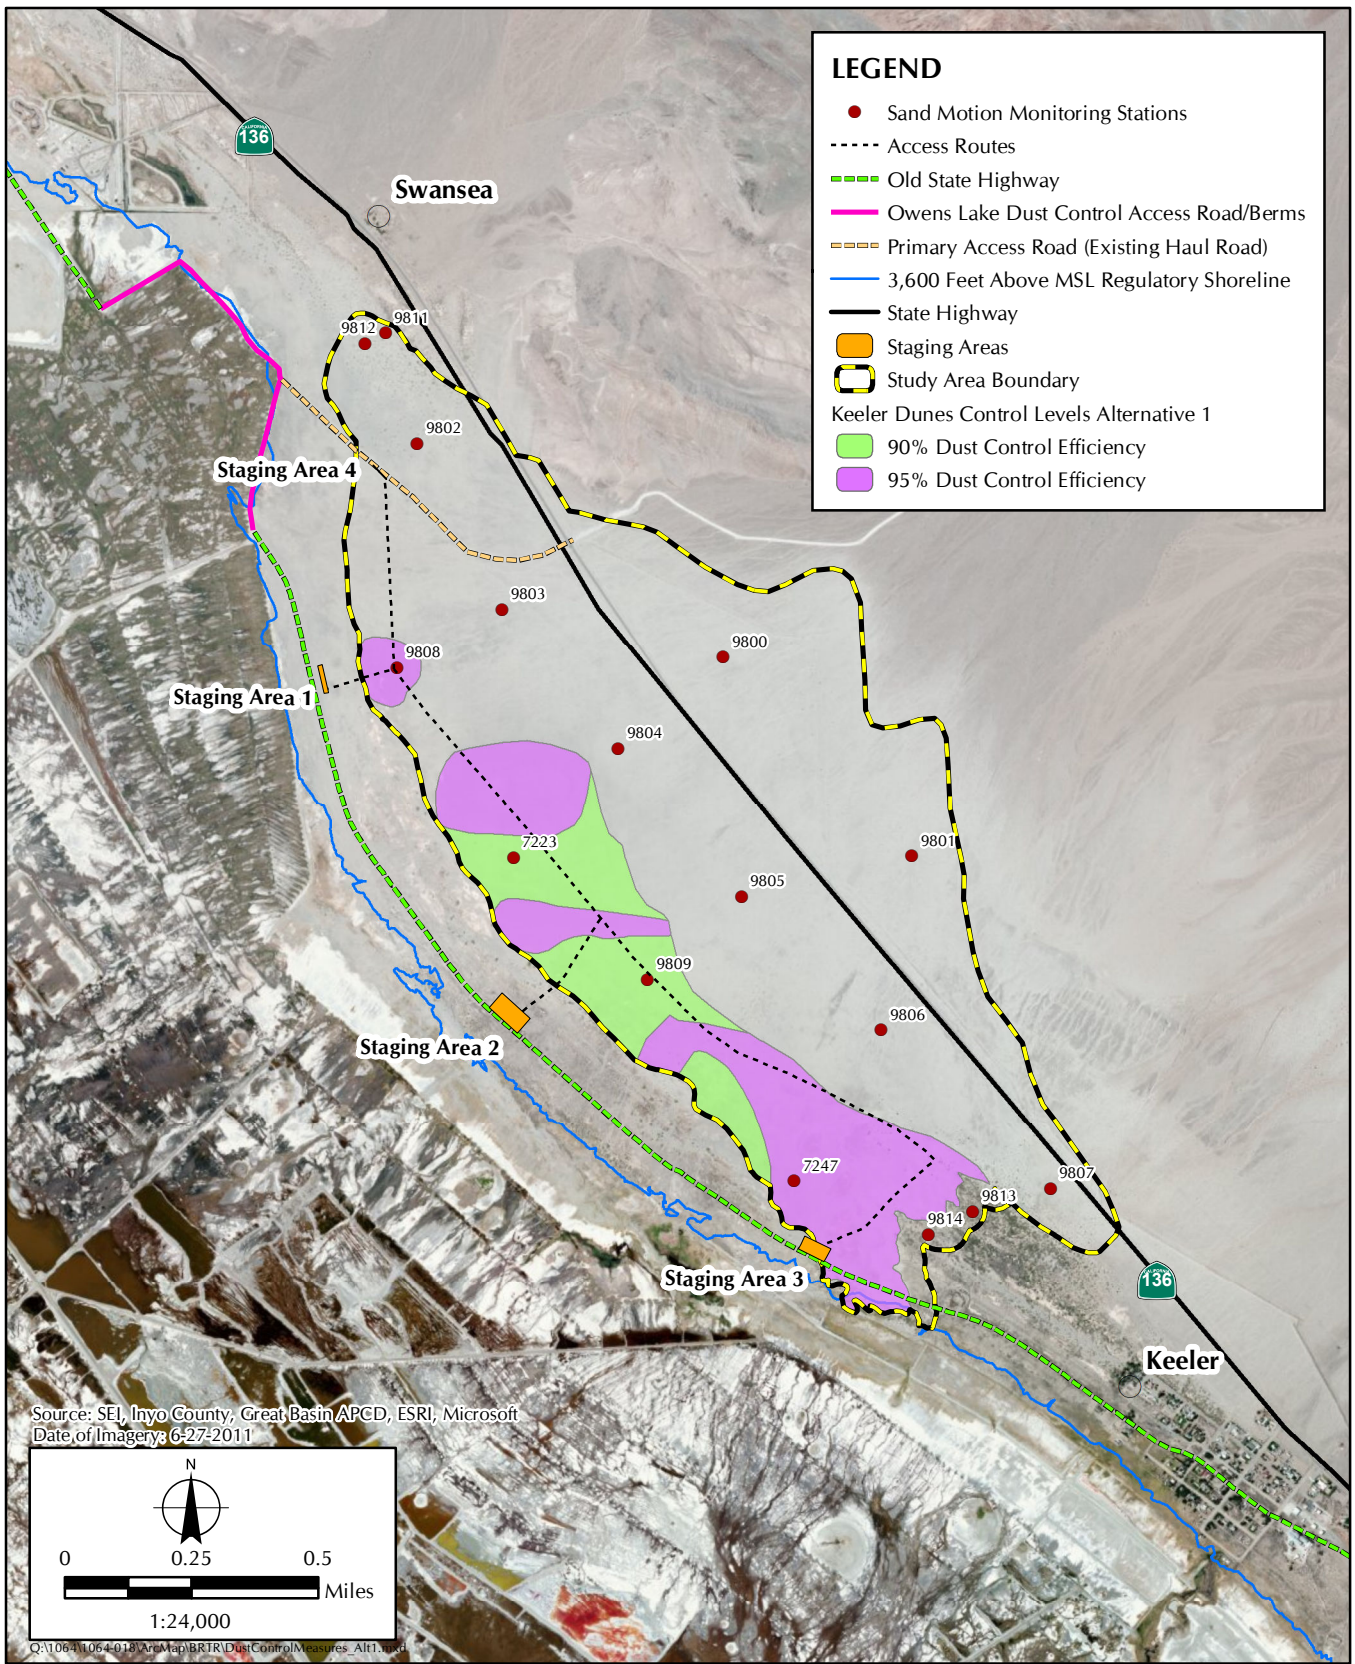 LEGEND
Sand Motion Monitoring Stations
Access Routes
Old State Highway
Owens Lake Dust Control Access Road/Berms
Primary Access Road (Existing Haul Road)
3,600 Feet Above MSL Regulatory Shoreline
State Highway
Staging Areas
Study Area Boundary
Keeler Dunes Control Levels Alternative 1
90% Dust Control Efficiency
95% Dust Control Efficiency
CALIFORNIA
136
Swansea
9811
9812
9802
Staging Area 4
9803
9800
9808
Staging Area 1
9804
7223
9801
9805
9809
9806
Staging Area 2
7247
9807
9813
9814
Staging Area 3
CALIFORNIA
136
Keeler
Source: SEI, Inyo County, Great Basin APCD, ESRI, Microsoft
Date of Imagery: 6-27-2011
N
0 0.25 0.5
Miles
1:24,000
Q:\1064\1064-018\ArcMap\BRTR\DustControlMeasures_Alt1.mxd